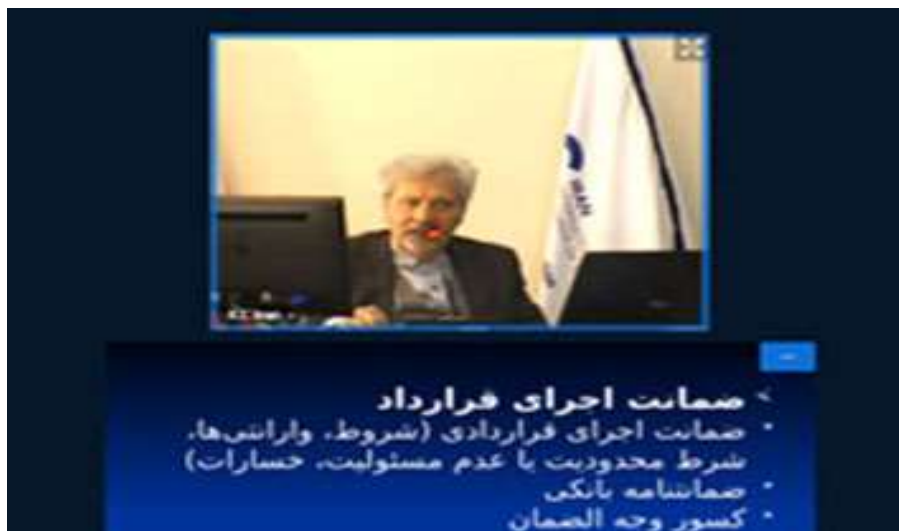 IRAN
ضمانت اجرای قرارداد
ضمانت اجرای قراردادی (شروط، وارانتی‌ها،
شرط محدودیت یا عدم مسئولیت، خسارات)
ضمانتنامه بانکی
کسور وجه الضمان